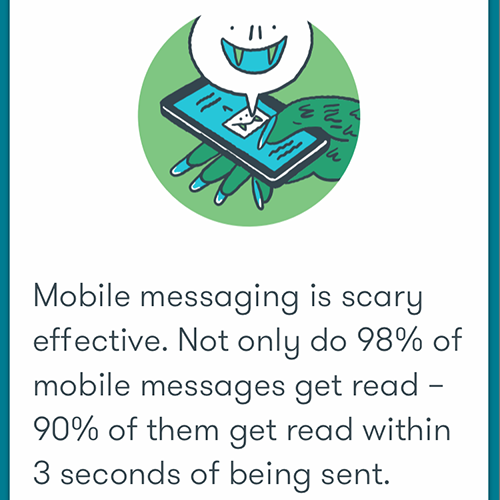 Mobile messaging is scary
effective. Not only do 98% of
mobile messages get read –
90% of them get read within
3 seconds of being sent.